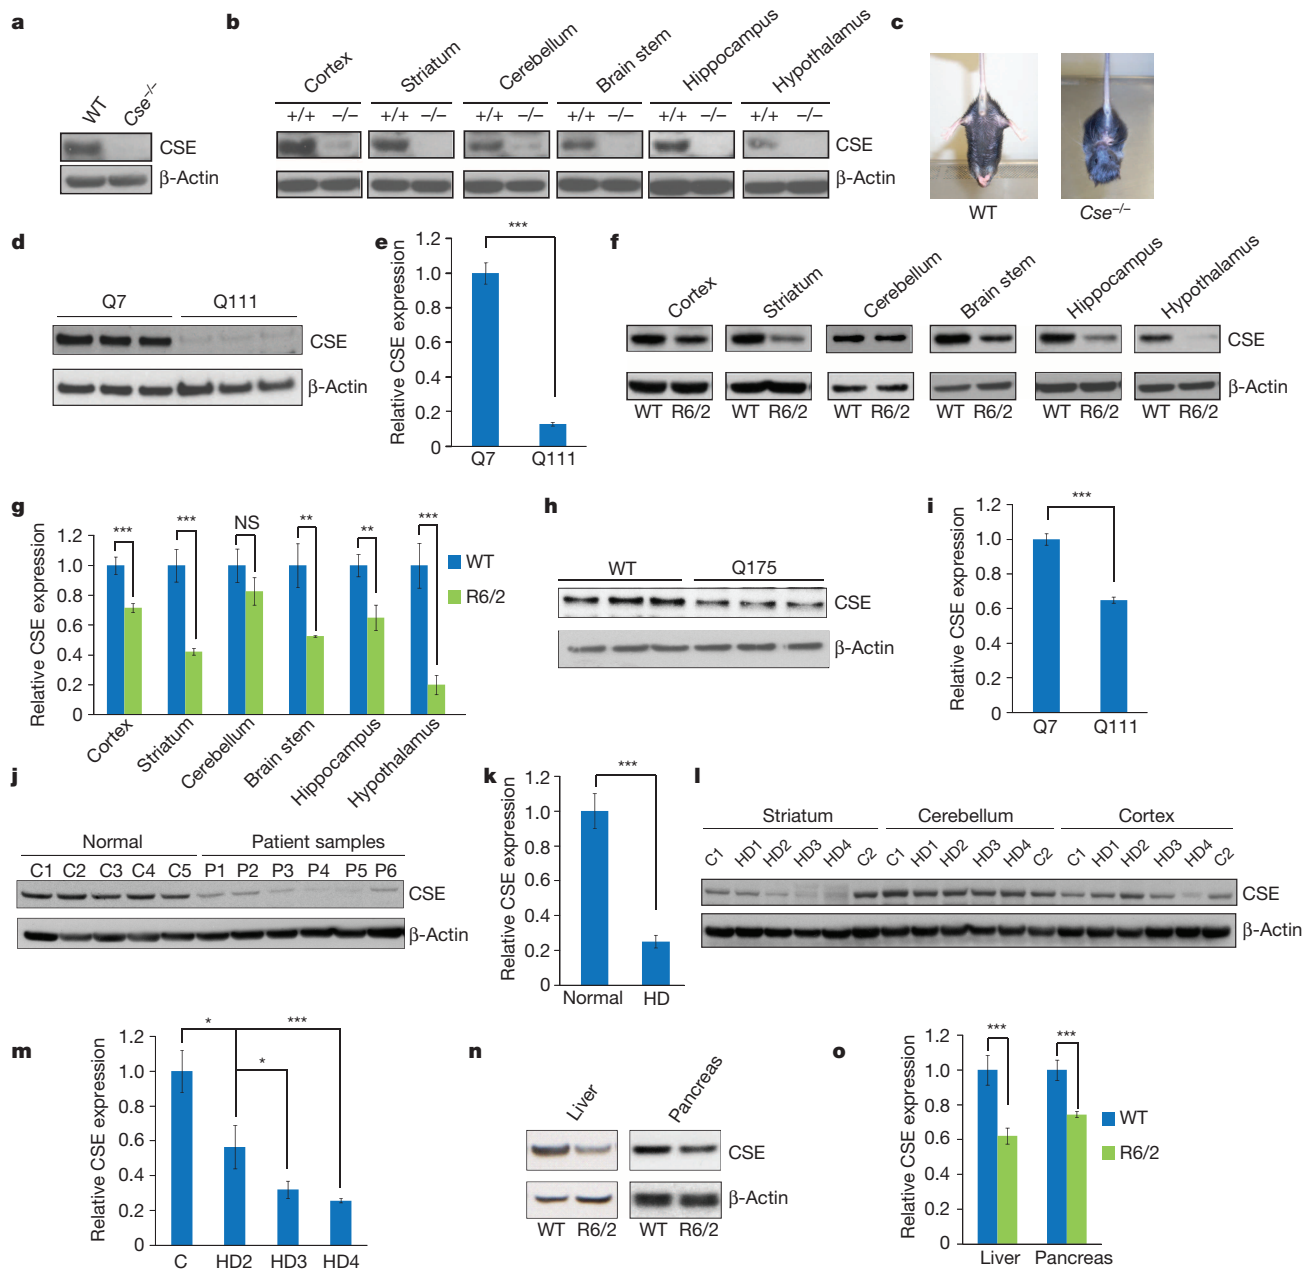 a
WT
Cse–/–
CSE
β-Actin
b
Cortex
Striatum
Cerebellum
Brain stem
Hippocampus
Hypothalamus
+/+ –/– +/+ –/– +/+ –/– +/+ –/– +/+ –/– +/+ –/–
CSE
β-Actin
c
WT
Cse–/–
d
Q7 Q111
CSE
β-Actin
e
Relative CSE expression
1.2
1.0
0.8
0.6
0.4
0.2
0
***
Q7 Q111
f
Cortex
Striatum
Cerebellum
Brain stem
Hippocampus
Hypothalamus
CSE
β-Actin
WT R6/2 WT R6/2 WT R6/2 WT R6/2 WT R6/2 WT R6/2
g
Relative CSE expression
1.2
1.0
0.8
0.6
0.4
0.2
0
*** *** NS ** ** ***
WT
R6/2
Cortex
Striatum
Cerebellum
Brain stem
Hippocampus
Hypothalamus
h
WT Q175
CSE
β-Actin
i
Relative CSE expression
1.2
1.0
0.8
0.6
0.4
0.2
0
***
Q7 Q111
j
Normal Patient samples
C1 C2 C3 C4 C5 P1 P2 P3 P4 P5 P6
CSE
β-Actin
k
Relative CSE expression
1.2
1.0
0.8
0.6
0.4
0.2
0
***
Normal HD
l
Striatum Cerebellum Cortex
C1 HD1 HD2 HD3 HD4 C2 C1 HD1 HD2 HD3 HD4 C2 C1 HD1 HD2 HD3 HD4 C2
CSE
β-Actin
m
Relative CSE expression
1.2
1.0
0.8
0.6
0.4
0.2
0
* ***
*
C HD2 HD3 HD4
n
Liver
Pancreas
CSE
β-Actin
WT R6/2 WT R6/2
o
Relative CSE expression
1.2
1.0
0.8
0.6
0.4
0.2
0
*** ***
WT
R6/2
Liver Pancreas